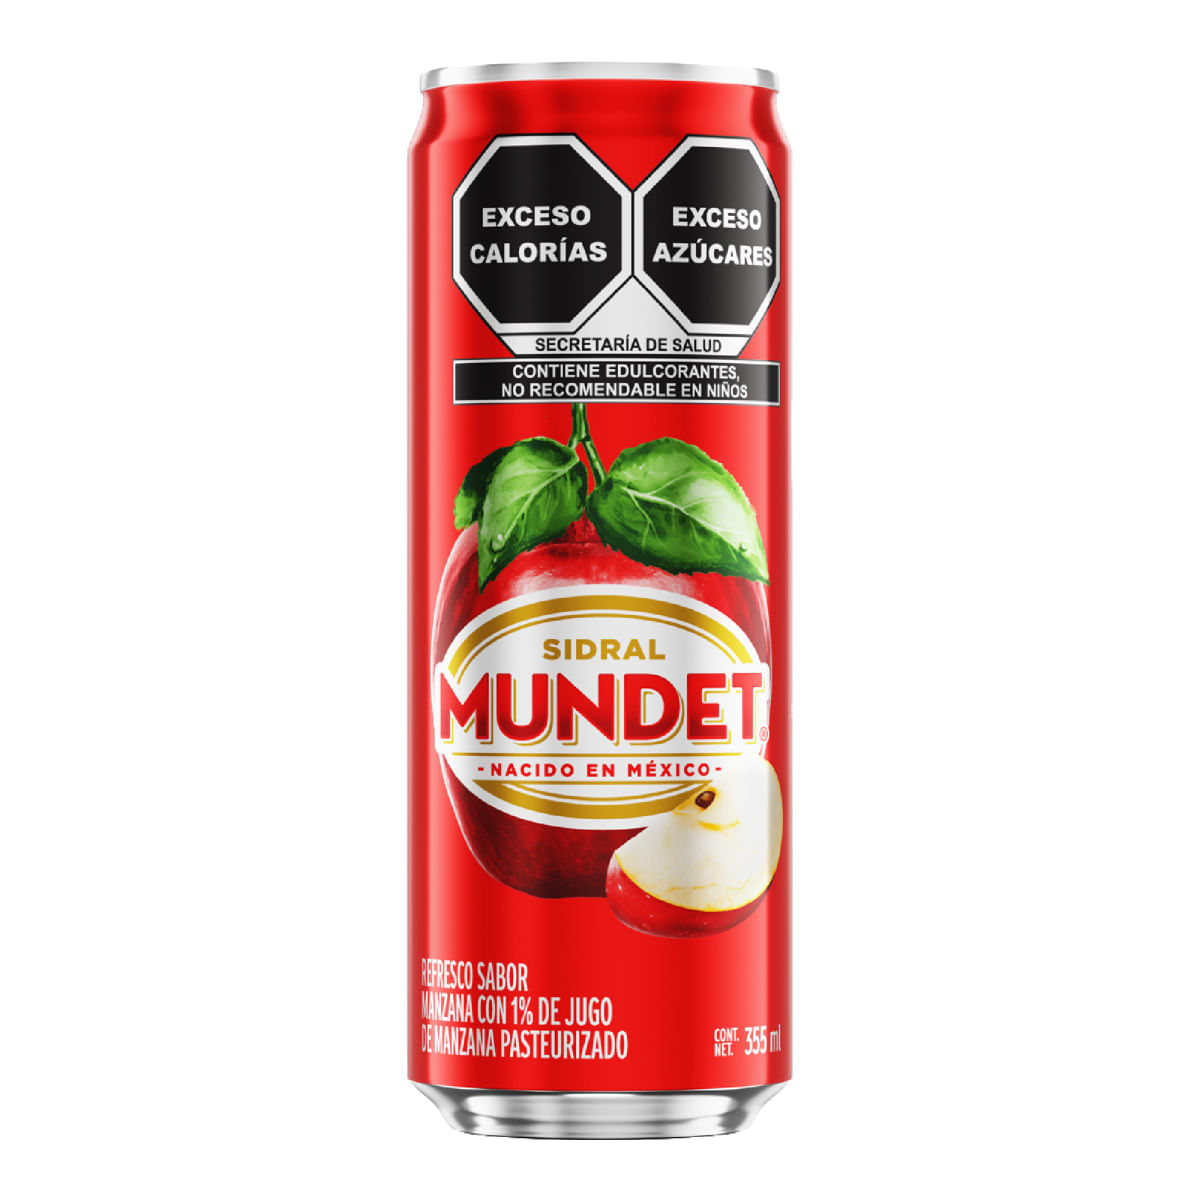 EXCESO
CALORÍAS
EXCESO
AZÚCARES
SECRETARÍA DE SALUD
CONTIENE EDULCORANTES,
NO RECOMENDABLE EN NIÑOS
SIDRAL
MUNDET®
- NACIDO EN MÉXICO -
REFRESCO SABOR
MANZANA CON 1% DE JUGO
DE MANZANA PASTEURIZADO
CONT.
NET. 355 ml